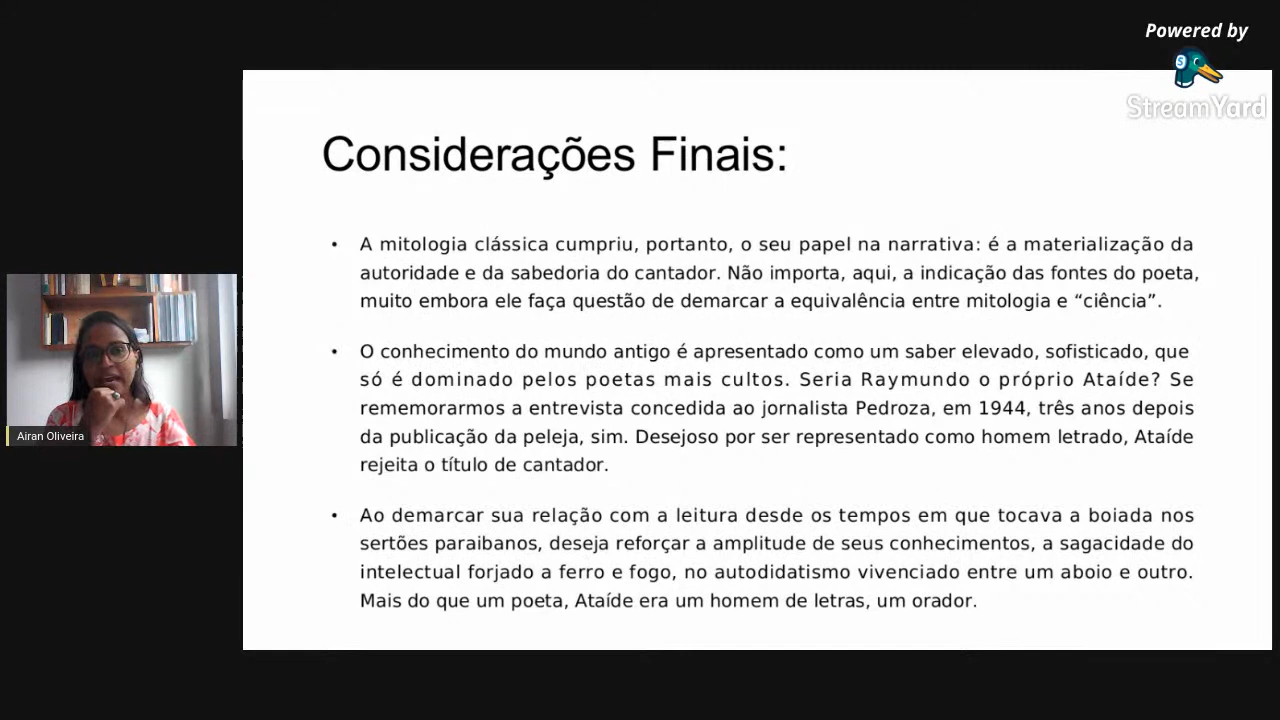 Powered by
StreamYard
Considerações Finais:
• A mitologia clássica cumpriu, portanto, o seu papel na narrativa: é a materialização da
autoridade e da sabedoria do cantador. Não importa, aqui, a indicação das fontes do poeta,
muito embora ele faça questão de demarcar a equivalência entre mitologia e “ciência”.
• O conhecimento do mundo antigo é apresentado como um saber elevado, sofisticado, que
só é dominado pelos poetas mais cultos. Seria Raymundo o próprio Ataíde? Se
rememorarmos a entrevista concedida ao jornalista Pedroza, em 1944, três anos depois
da publicação da peleja, sim. Desejoso por ser representado como homem letrado, Ataíde
rejeita o título de cantador.
• Ao demarcar sua relação com a leitura desde os tempos em que tocava a boiada nos
sertões paraibanos, deseja reforçar a amplitude de seus conhecimentos, a sagacidade do
intelectual forjado a ferro e fogo, no autodidatismo vivenciado entre um aboio e outro.
Mais do que um poeta, Ataíde era um homem de letras, um orador.
Airan Oliveira